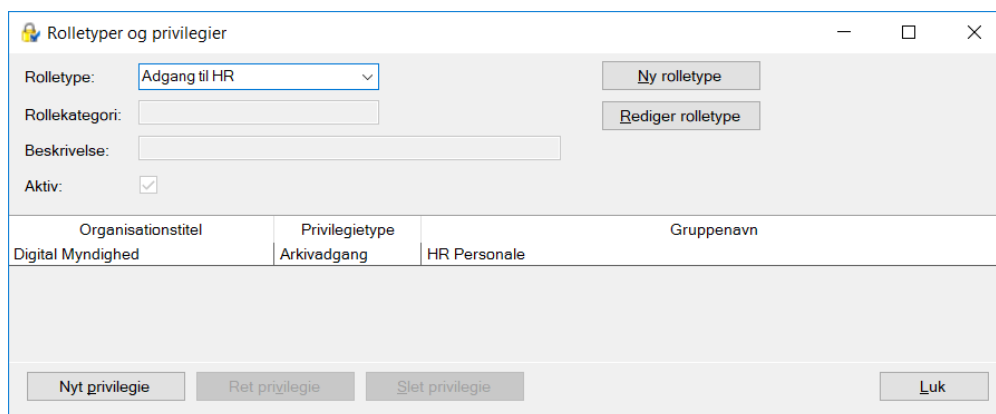 Rolletyper og privilegier
Rolletype: Adgang til HR Ny rolletype
Rollekategori: Rediger rolletype
Beskrivelse:
Aktiv:
Organisationstitel Privilegietype Gruppenavn
Digital Myndighed Arkivadgang HR Personale
Nyt privilegie Ret privilegie Slet privilegie Luk